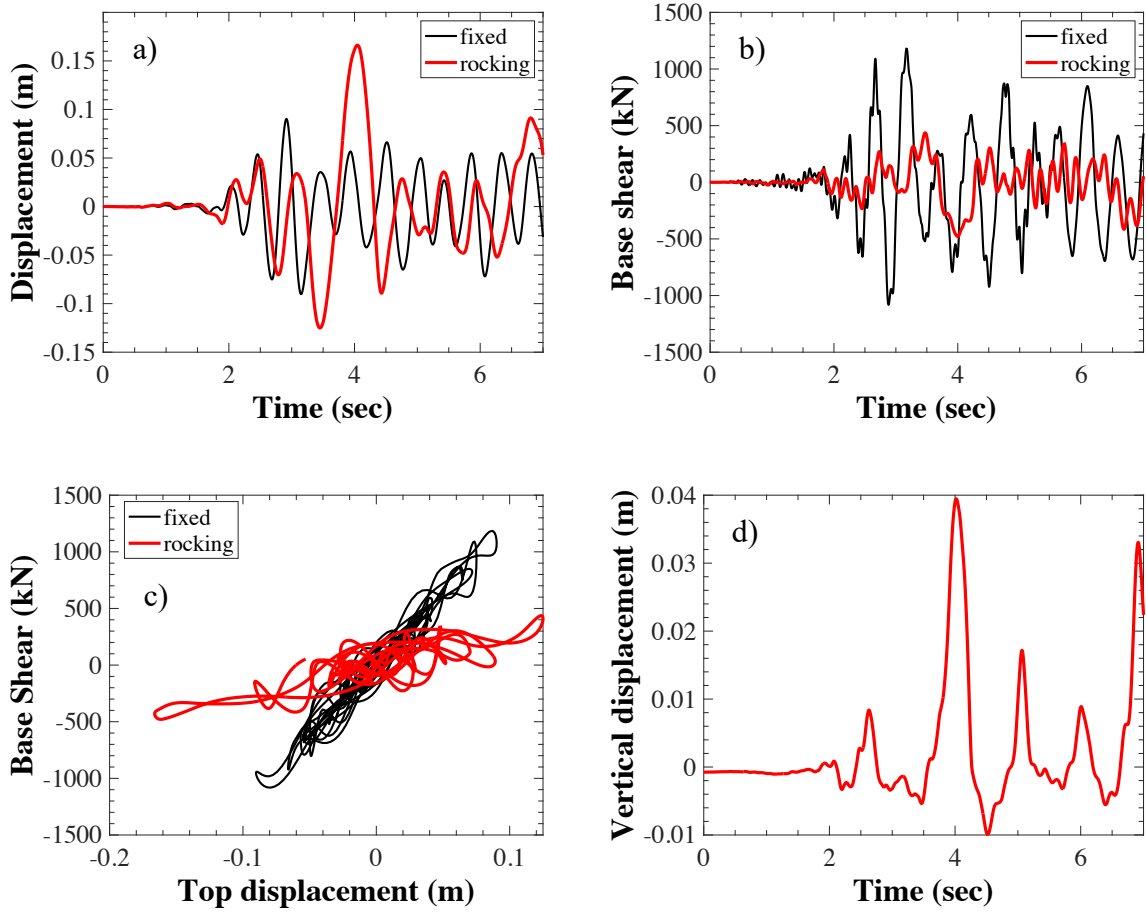 a)
fixed
rocking
0.15
0.1
0.05
0
-0.05
-0.1
-0.15
Displacement (m)
0 2 4 6
Time (sec)
b)
fixed
rocking
1500
1000
500
0
-500
1000
1500
Base shear (kN)
0 2 4 6
Time (sec)
c)
fixed
rocking
1500
1000
500
0
-500
-1000
-1500
Base Shear (kN)
-0.2 -0.1 0 0.1
Top displacement (m)
d)
0.04
0.03
0.02
0.01
0
-0.01
Vertical displacement (m)
0 2 4 6
Time (sec)